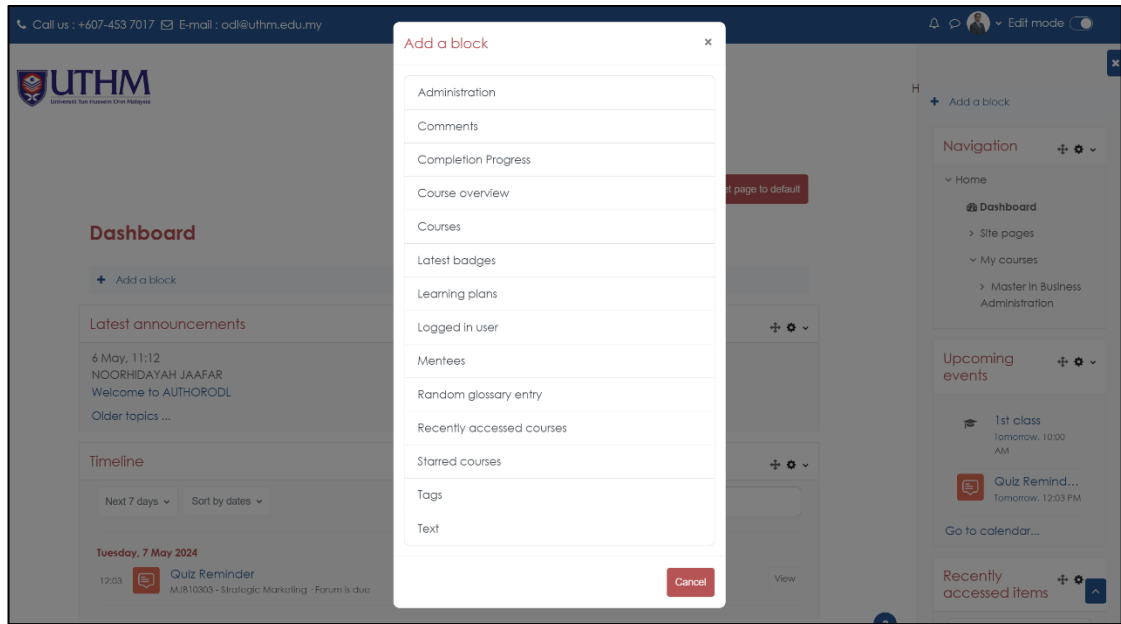 Call us : +607-453 7017 E-mail : odl@uthm.edu.my
Edit mode
UTHM
Universiti Tun Hussein Onn Malaysia
H
et page to default
Dashboard
Add a block
Latest announcements
6 May, 11:12
NOORHIDAYAH JAAFAR
Welcome to AUTHORODL
Older topics ...
Timeline
Next 7 days
Sort by dates
Tuesday, 7 May 2024
12:03
Quiz Reminder
MJB10303 - Strategic Marketing · Forum is due
View
Add a block
×
Administration
Comments
Completion Progress
Course overview
Courses
Latest badges
Learning plans
Logged in user
Mentees
Random glossary entry
Recently accessed courses
Starred courses
Tags
Text
Cancel
Add a block
Navigation
Home
Dashboard
Site pages
My courses
Master in Business
Administration
Upcoming
events
1st class
Tomorrow, 10:00
AM
Quiz Remind...
Tomorrow, 12:03 PM
Go to calendar...
Recently
accessed items